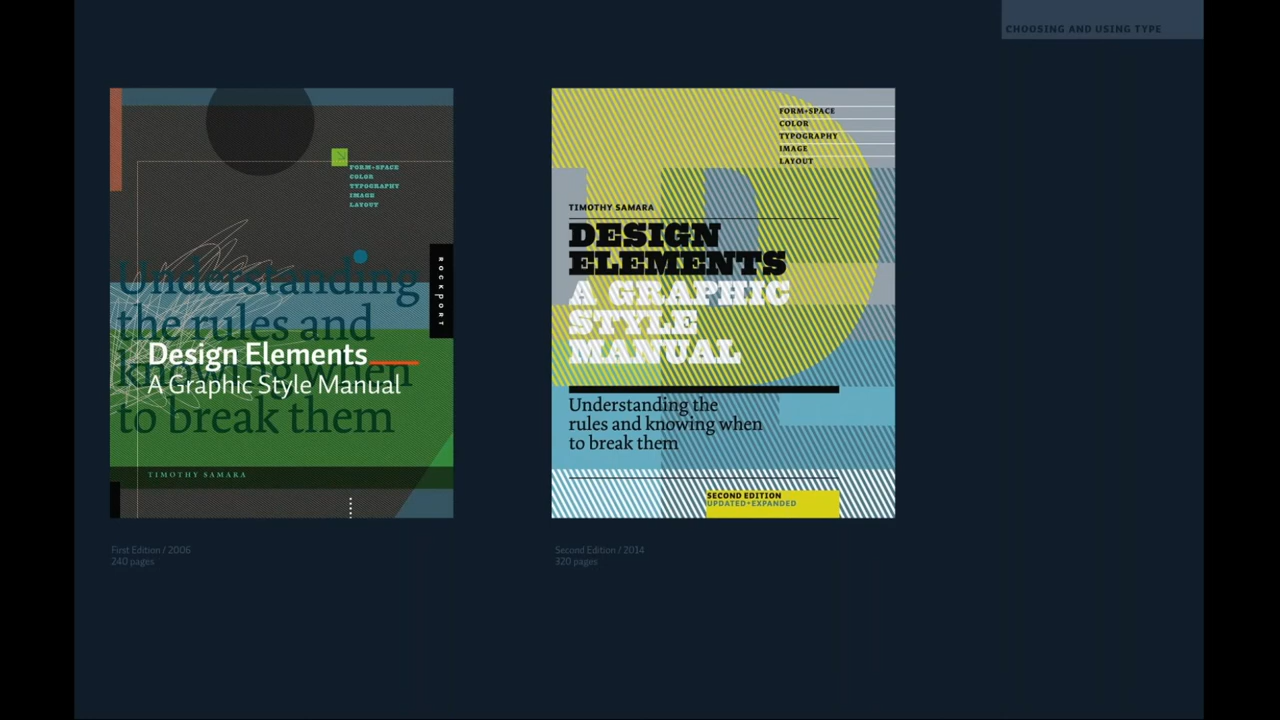 CHOOSING AND USING TYPE
FORM+SPACE
COLOR
TYPOGRAPHY
IMAGE
LAYOUT
ROCKPORT
Understanding
the rules and
knowing when
to break them
Design Elements
A Graphic Style Manual
TIMOTHY SAMARA
First Edition / 2006
240 pages
FORM+SPACE
COLOR
TYPOGRAPHY
IMAGE
LAYOUT
TIMOTHY SAMARA
DESIGN
ELEMENTS
A GRAPHIC
STYLE
MANUAL
Understanding the
rules and knowing when
to break them
SECOND EDITION
UPDATED+EXPANDED
Second Edition / 2014
320 pages